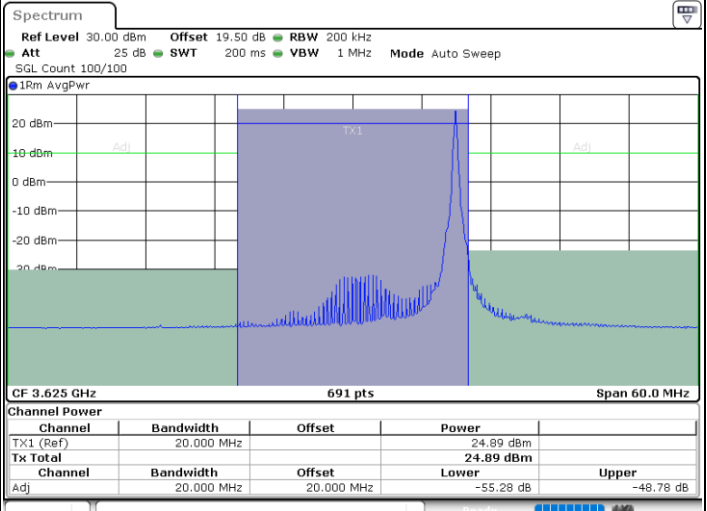 Spectrum
Ref Level 30.00 dBm Offset 19.50 dB RBW 200 kHz
Att 25 dB SWT 200 ms VBW 1 MHz Mode Auto Sweep
SGL Count 100/100
1Rm AvgPwr
20 dBm
TX1
Adj Adj
10 dBm
0 dBm
-10 dBm
-20 dBm
-30 dBm
CF 3.625 GHz 691 pts Span 60.0 MHz
Channel Power
Channel Bandwidth Offset Power
TX1 (Ref) 20.000 MHz 24.89 dBm
Tx Total 24.89 dBm
Channel Bandwidth Offset Lower Upper
Adj 20.000 MHz 20.000 MHz -55.28 dB -48.78 dB